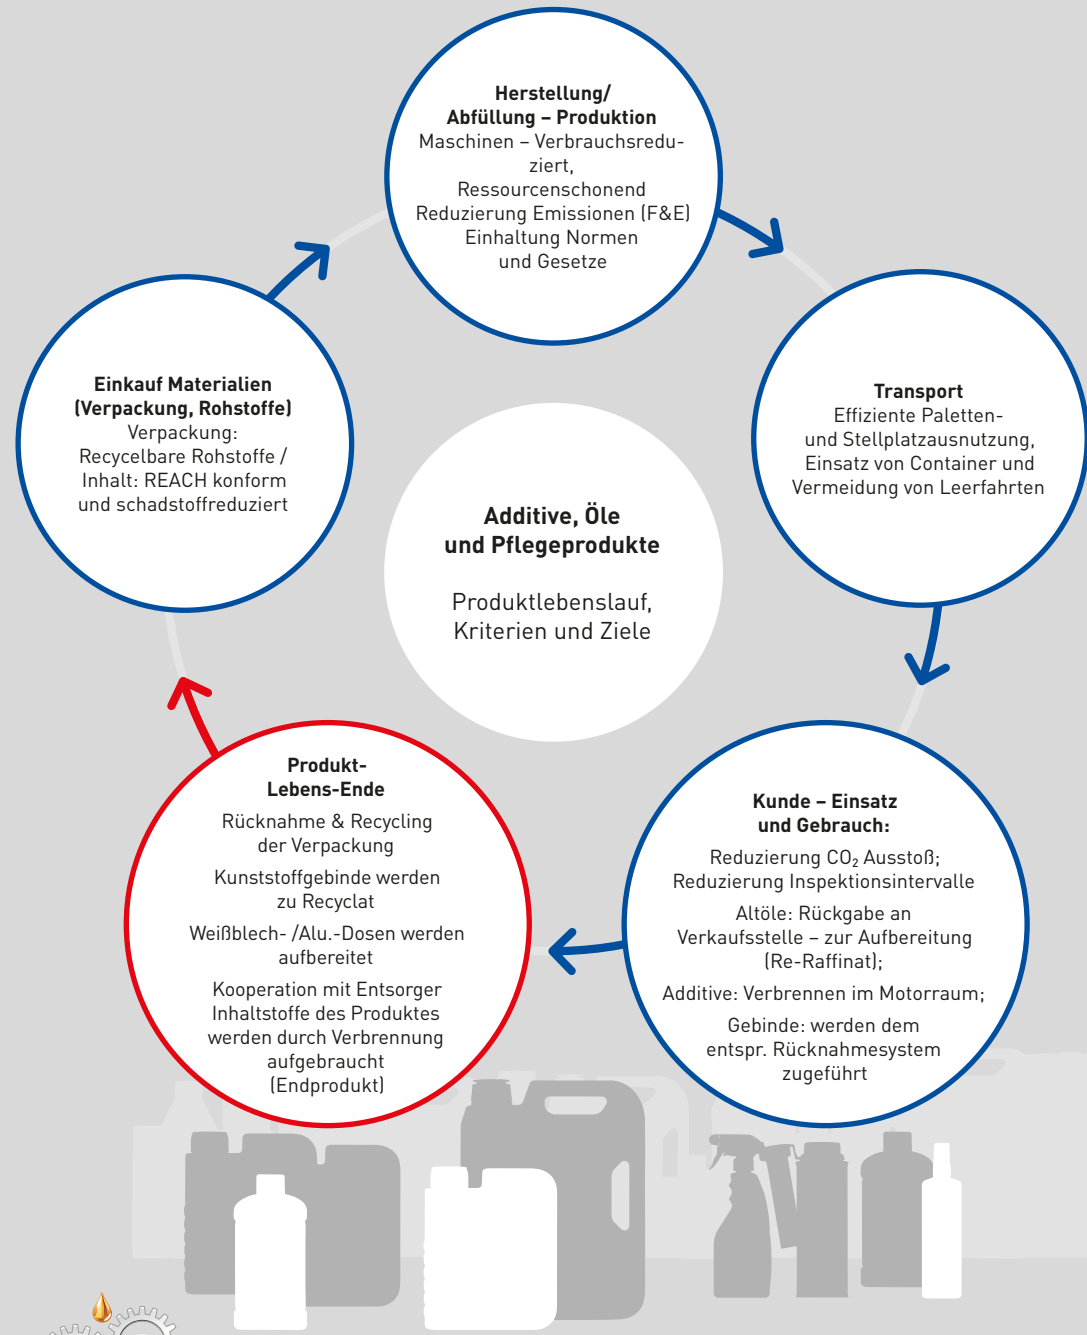 Herstellung/
Abfüllung – Produktion
Maschinen – Verbrauchsredu-
ziert,
Ressourcenschonend
Reduzierung Emissionen (F&E)
Einhaltung Normen
und Gesetze
Einkauf Materialien
(Verpackung, Rohstoffe)
Verpackung:
Recycelbare Rohstoffe /
Inhalt: REACH konform
und schadstoffreduziert
Transport
Effiziente Paletten-
und Stellplatzausnutzung,
Einsatz von Container und
Vermeidung von Leerfahrten
Additive, Öle
und Pflegeprodukte
Produktlebenslauf,
Kriterien und Ziele
Produkt-
Lebens-Ende
Rücknahme & Recycling
der Verpackung
Kunststoffgebinde werden
zu Recyclat
Weißblech- /Alu.-Dosen werden
aufbereitet
Kooperation mit Entsorger
Inhaltstoffe des Produktes
werden durch Verbrennung
aufgebraucht
(Endprodukt)
Kunde – Einsatz
und Gebrauch:
Reduzierung CO₂ Ausstoß;
Reduzierung Inspektionsintervalle
Altöle: Rückgabe an
Verkaufsstelle – zur Aufbereitung
(Re-Raffinat);
Additive: Verbrennen im Motorraum;
Gebinde: werden dem
entspr. Rücknahmesystem
zugeführt